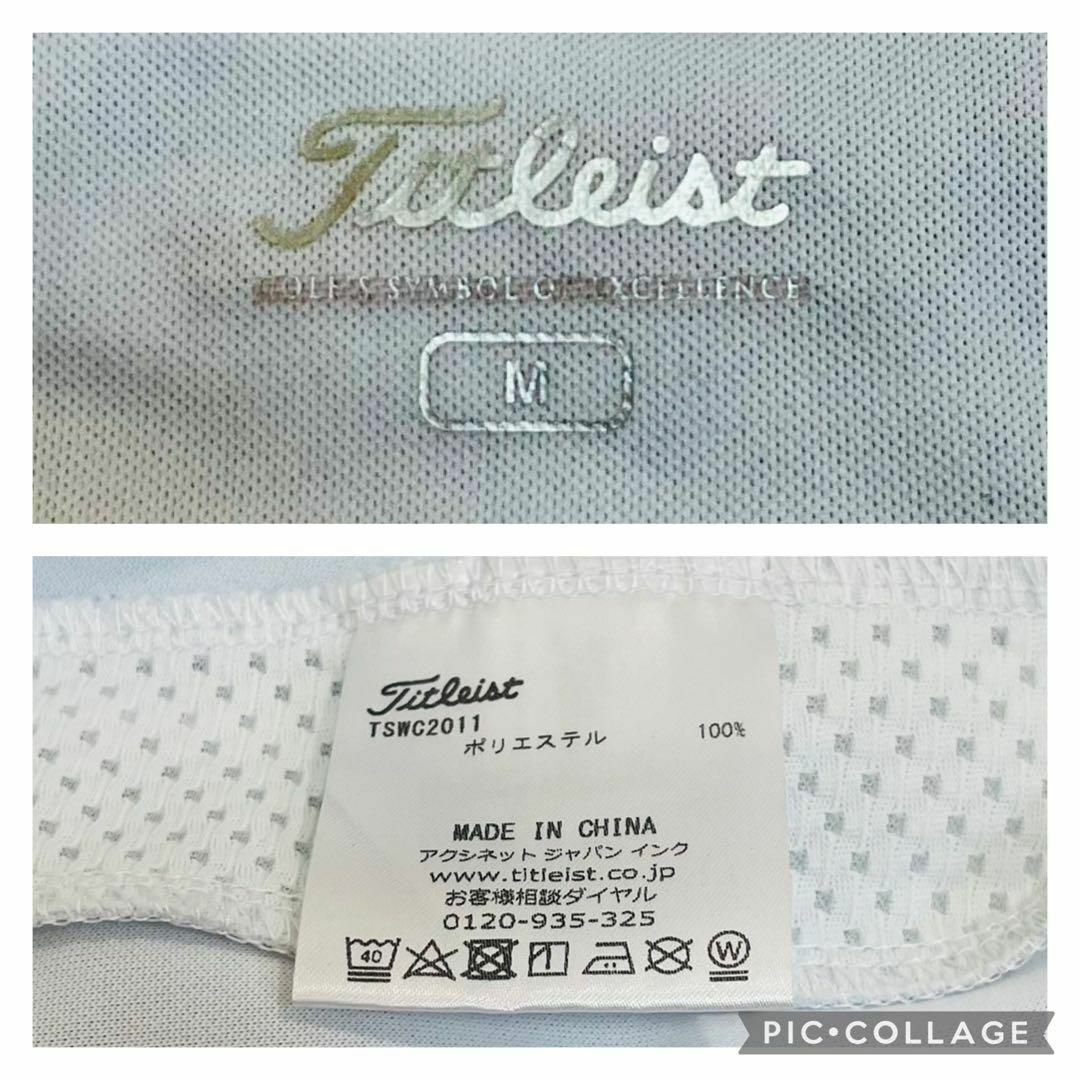 Titleist
GOLF'S SYMBOL OF EXCELLENCE
M
Titleist
TSWC2011
ポリエステル 100%
MADE IN CHINA
アクシネット ジャパン インク
www.titleist.co.jp
お客様相談ダイヤル
0120-935-325
40
W
PIC•COLLAGE